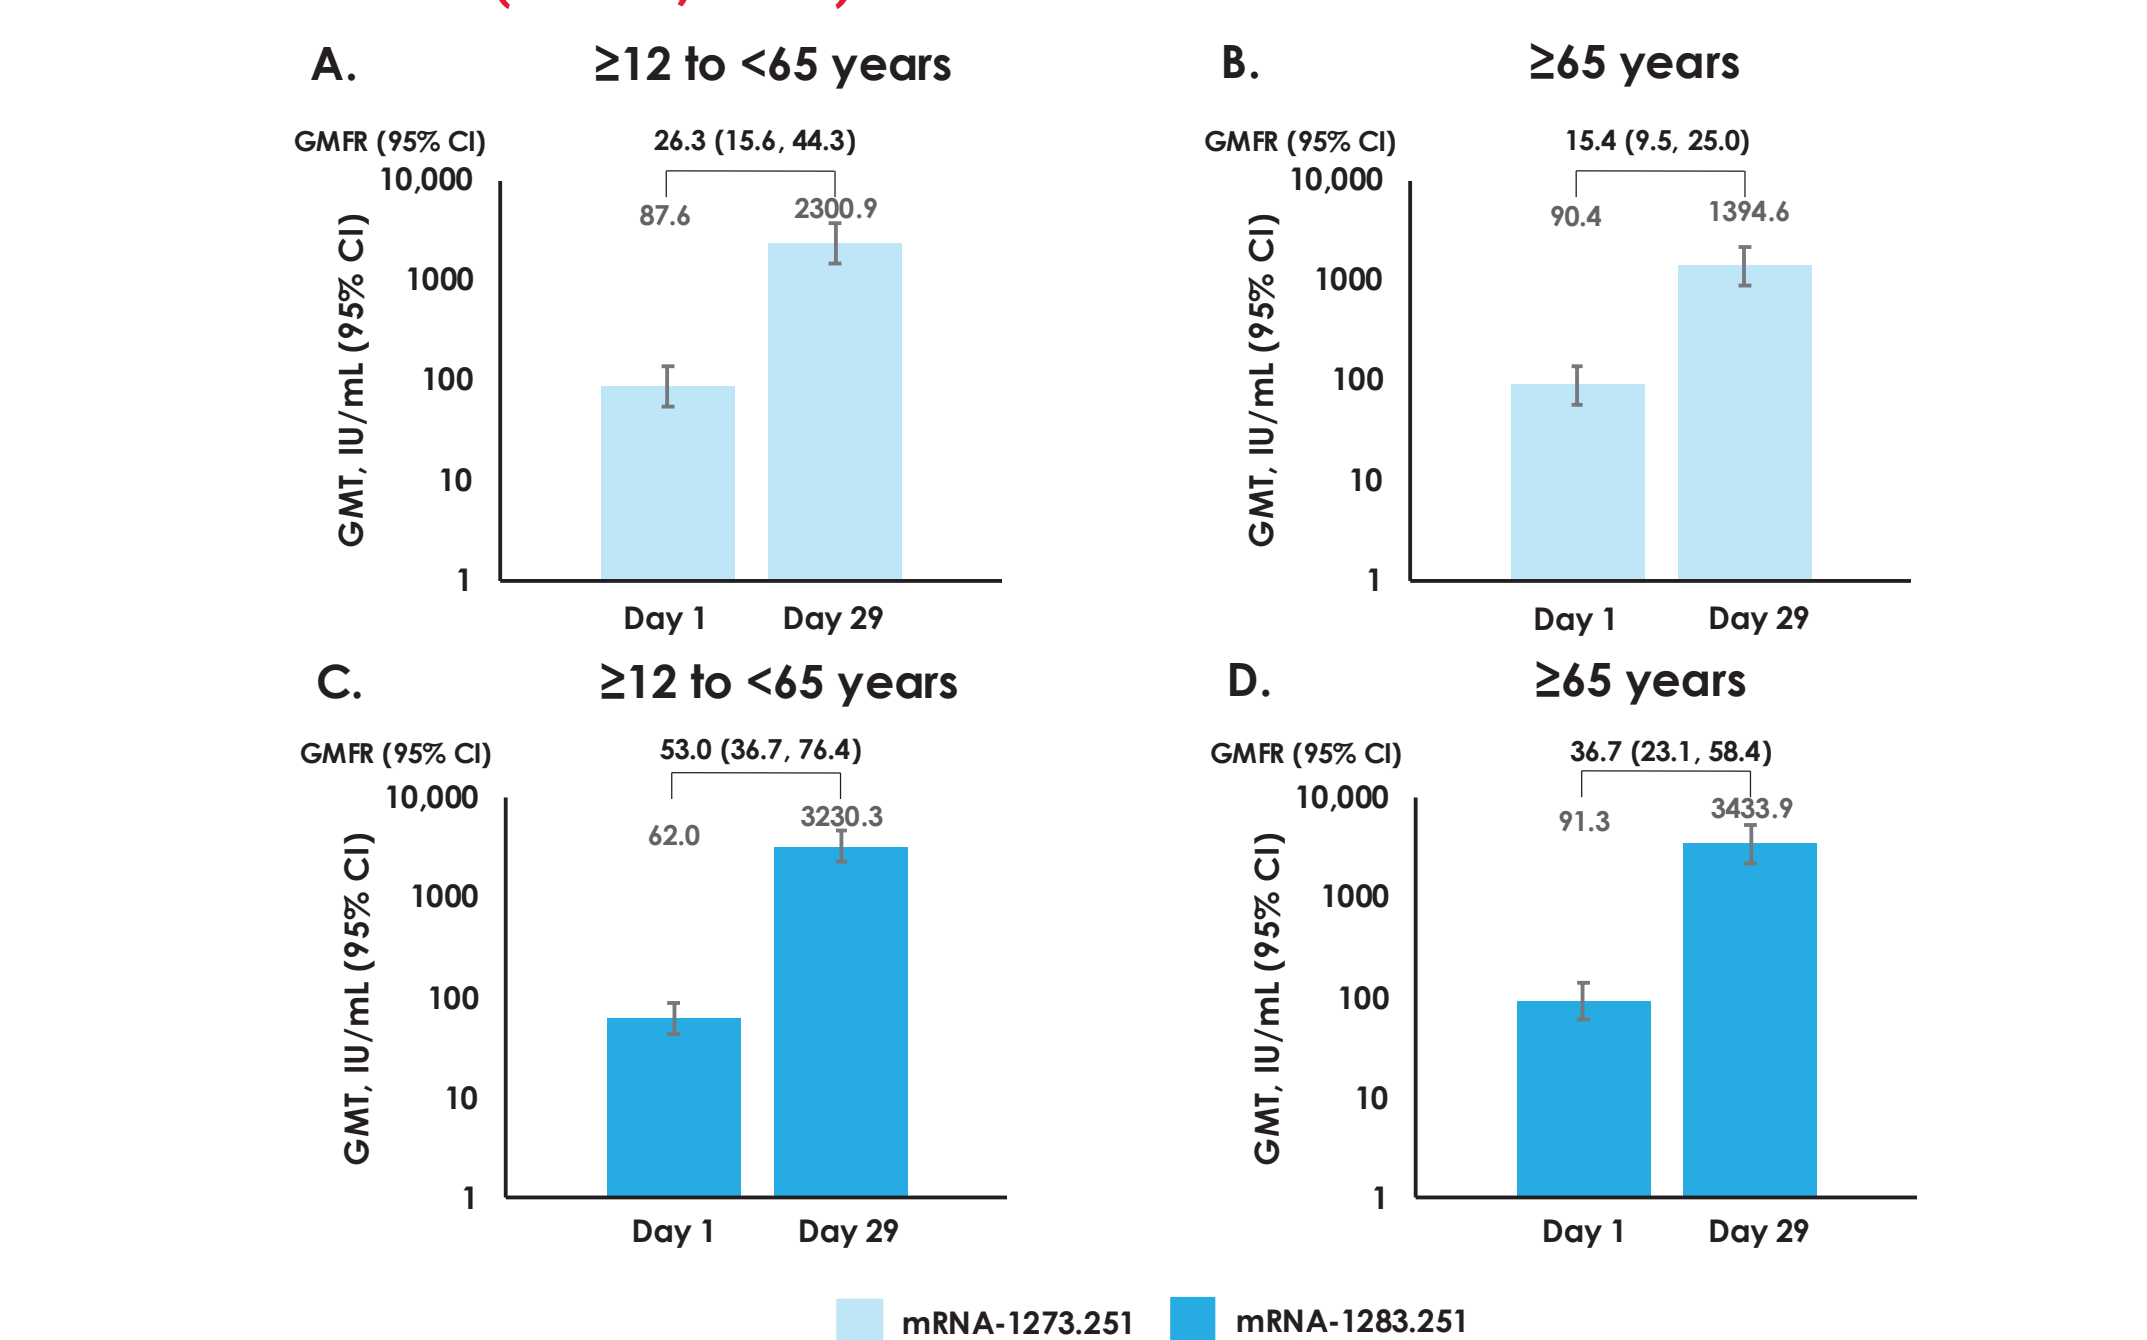 A. ≥12 to <65 years
GMFR (95% CI) 26.3 (15.6, 44.3)
GMT, IU/mL (95% CI)
10,000
1000
100
10
1
87.6 2300.9
Day 1 Day 29
B. ≥65 years
GMFR (95% CI) 15.4 (9.5, 25.0)
GMT, IU/mL (95% CI)
10,000
1000
100
10
1
90.4 1394.6
Day 1 Day 29
C. ≥12 to <65 years
GMFR (95% CI) 53.0 (36.7, 76.4)
GMT, IU/mL (95% CI)
10,000
1000
100
10
1
62.0 3230.3
Day 1 Day 29
D. ≥65 years
GMFR (95% CI) 36.7 (23.1, 58.4)
GMT, IU/mL (95% CI)
10,000
1000
100
10
1
91.3 3433.9
Day 1 Day 29
mRNA-1273.251 mRNA-1283.251